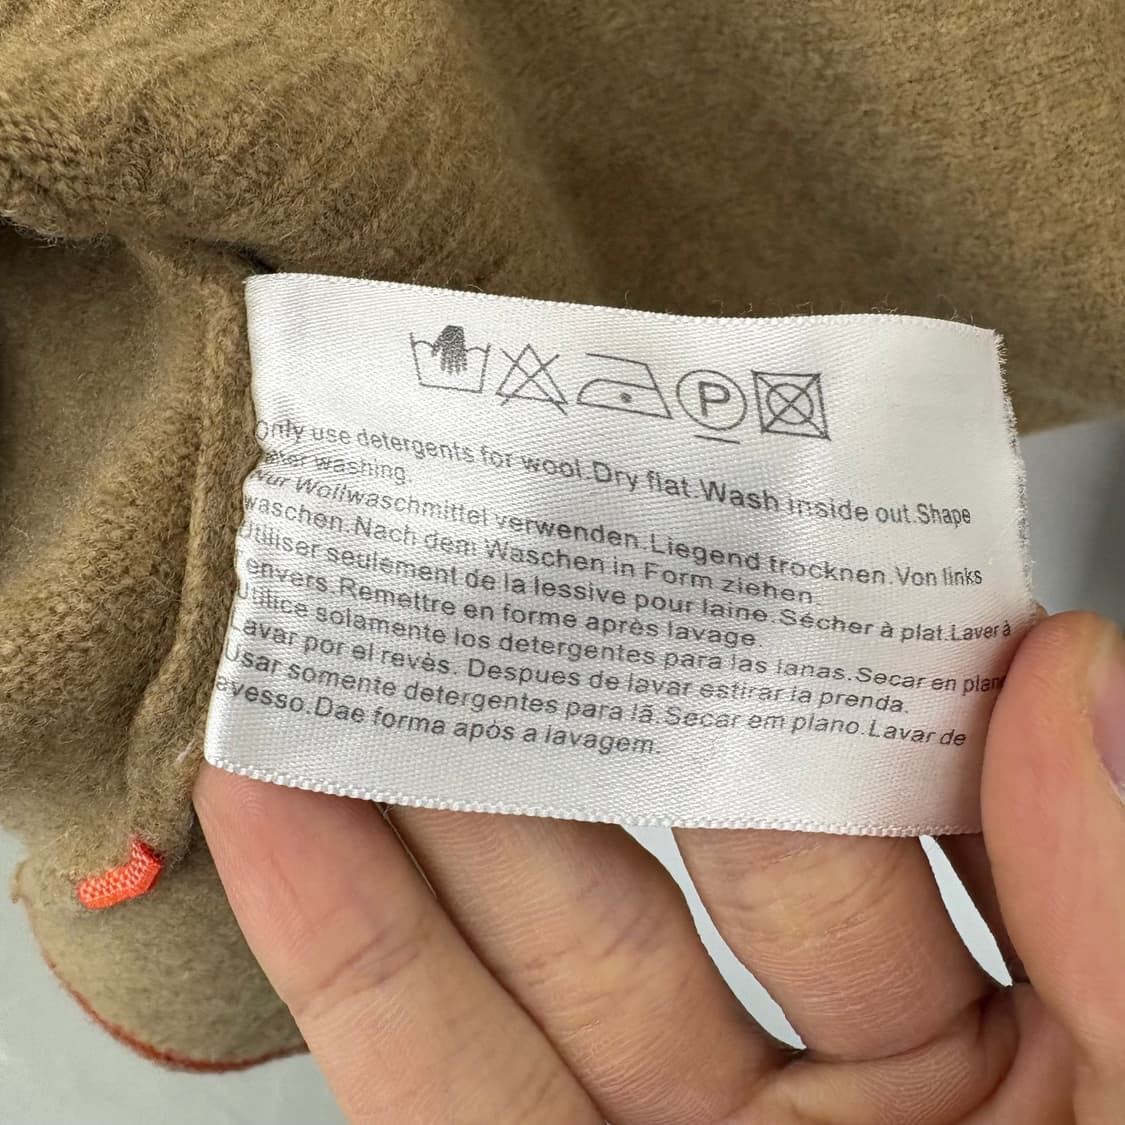 P
Only use detergents for wool.Dry flat.Wash inside out.Shape
after washing.
Nur Wollwaschmittel verwenden.Liegend trocknen.Von links
waschen.Nach dem Waschen in Form ziehen.
Utiliser seulement de la lessive pour laine.Sécher à plat.Laver à
envers.Remettre en forme après lavage.
Utilice solamente los detergentes para las lanas.Secar en plano
avar por el revès. Despues de lavar estirar la prenda.
Usar somente detergentes para lã.Secar em plano.Lavar de
avesso.Dae forma apòs a lavagem.